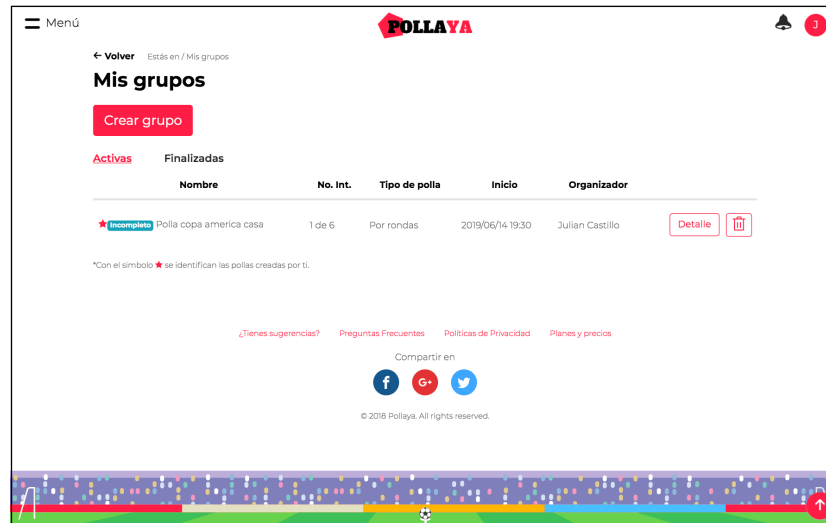 Menú
POLLAYA
J
← Volver Estás en / Mis grupos
Mis grupos
Crear grupo
Activas Finalizadas
Nombre No. Int. Tipo de polla Inicio Organizador
Incompleto Polla copa america casa 1 de 6 Por rondas 2019/06/14 19:30 Julian Castillo Detalle
*Con el simbolo ★ se identifican las pollas creadas por ti.
¿Tienes sugerencias? Preguntas Frecuentes Políticas de Privacidad Planes y precios
Compartir en
f G+
© 2018 Pollaya. All rights reserved.